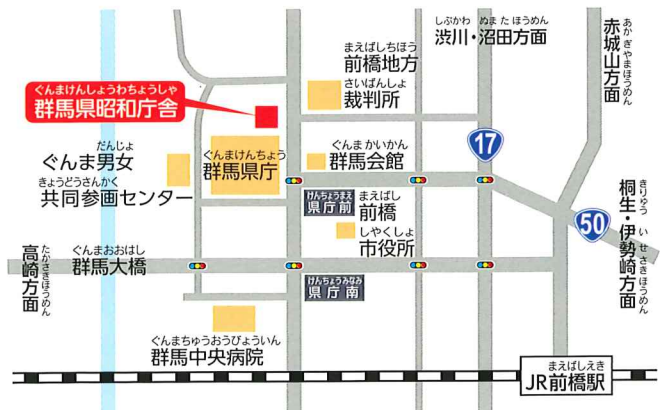 しぶかわ ぬまたほうめん
渋川・沼田方面
あかぎやまほうめん
赤城山方面
まえばしちほう
前橋地方
さいばんしょ
裁判所
ぐんまけんしょうわちょうしゃ
群馬県昭和庁舎
だんじょ
ぐんま男女
きょうどうさんかく
共同参画センター
ぐんまけんちょう
群馬県庁
ぐんまかいかん
群馬会館
17
けんちょうまえ
県庁前
まえばし
前橋
しやくしょ
市役所
50
きりゅう いせさきほうめん
桐生・伊勢崎方面
たかさきほうめん
高崎方面
ぐんまおおはし
群馬大橋
けんちょうみなみ
県庁南
ぐんまちゅうおうびょういん
群馬中央病院
まえばしえき
JR前橋駅